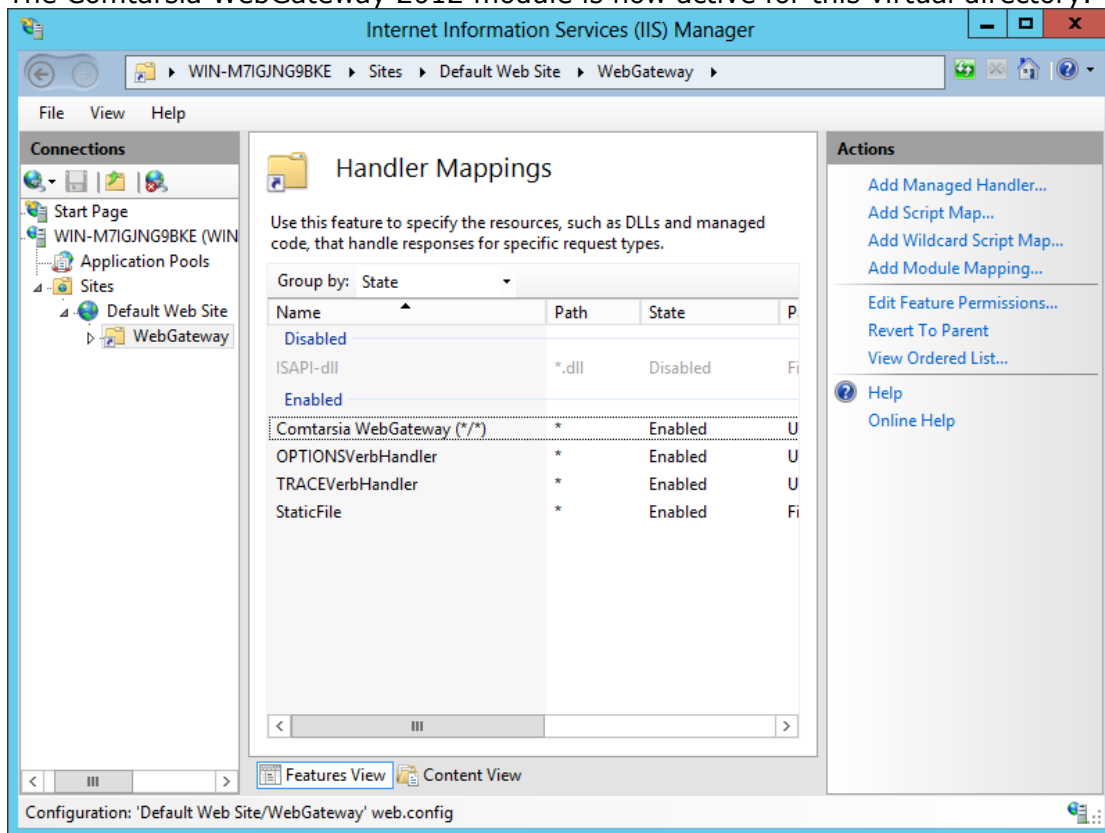 The Comtarsia WebGateway 2012 module is now active for this virtual directory.
Internet Information Services (IIS) Manager
WIN-M7IGJNG9BKE Sites Default Web Site WebGateway
File View Help
Connections
Start Page
WIN-M7IGJNG9BKE (WIN
Application Pools
Sites
Default Web Site
WebGateway
Handler Mappings
Use this feature to specify the resources, such as DLLs and managed
code, that handle responses for specific request types.
Group by: State
Name Path State P
Disabled
ISAPI-dll *.dll Disabled Fi
Enabled
Comtarsia WebGateway (*/*) * Enabled U
OPTIONSVerbHandler * Enabled U
TRACEVerbHandler * Enabled U
StaticFile * Enabled Fi
Features View Content View
Actions
Add Managed Handler...
Add Script Map...
Add Wildcard Script Map...
Add Module Mapping...
Edit Feature Permissions...
Revert To Parent
View Ordered List...
Help
Online Help
Configuration: 'Default Web Site/WebGateway' web.config